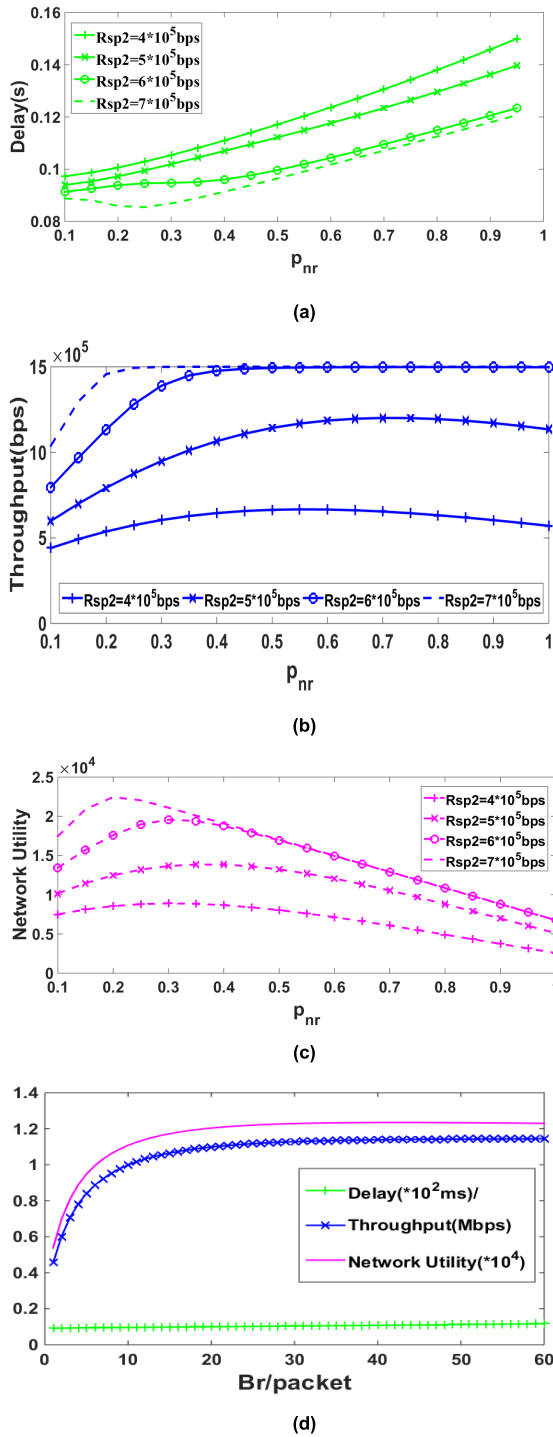 0.16
0.14
0.12
0.1
0.08
Delay(s)
Rsp2=4*10^5bps
Rsp2=5*10^5bps
Rsp2=6*10^5bps
Rsp2=7*10^5bps
0.1 0.2 0.3 0.4 0.5 0.6 0.7 0.8 0.9 1
p_nr
(a)
×10^5
15
10
5
0
Throughput(bps)
Rsp2=4*10^5bps Rsp2=5*10^5bps Rsp2=6*10^5bps Rsp2=7*10^5bps
0.1 0.2 0.3 0.4 0.5 0.6 0.7 0.8 0.9 1
p_nr
(b)
×10^4
2.5
2
1.5
1
0.5
0
Network Utility
Rsp2=4*10^5bps
Rsp2=5*10^5bps
Rsp2=6*10^5bps
Rsp2=7*10^5bps
0.1 0.2 0.3 0.4 0.5 0.6 0.7 0.8 0.9 1
p_nr
(c)
1.4
1.2
1
0.8
0.6
0.4
0.2
0
Delay(*10^2ms)/
Throughput(Mbps)
Network Utility(*10^4)
0 10 20 30 40 50 60
Br/packet
(d)